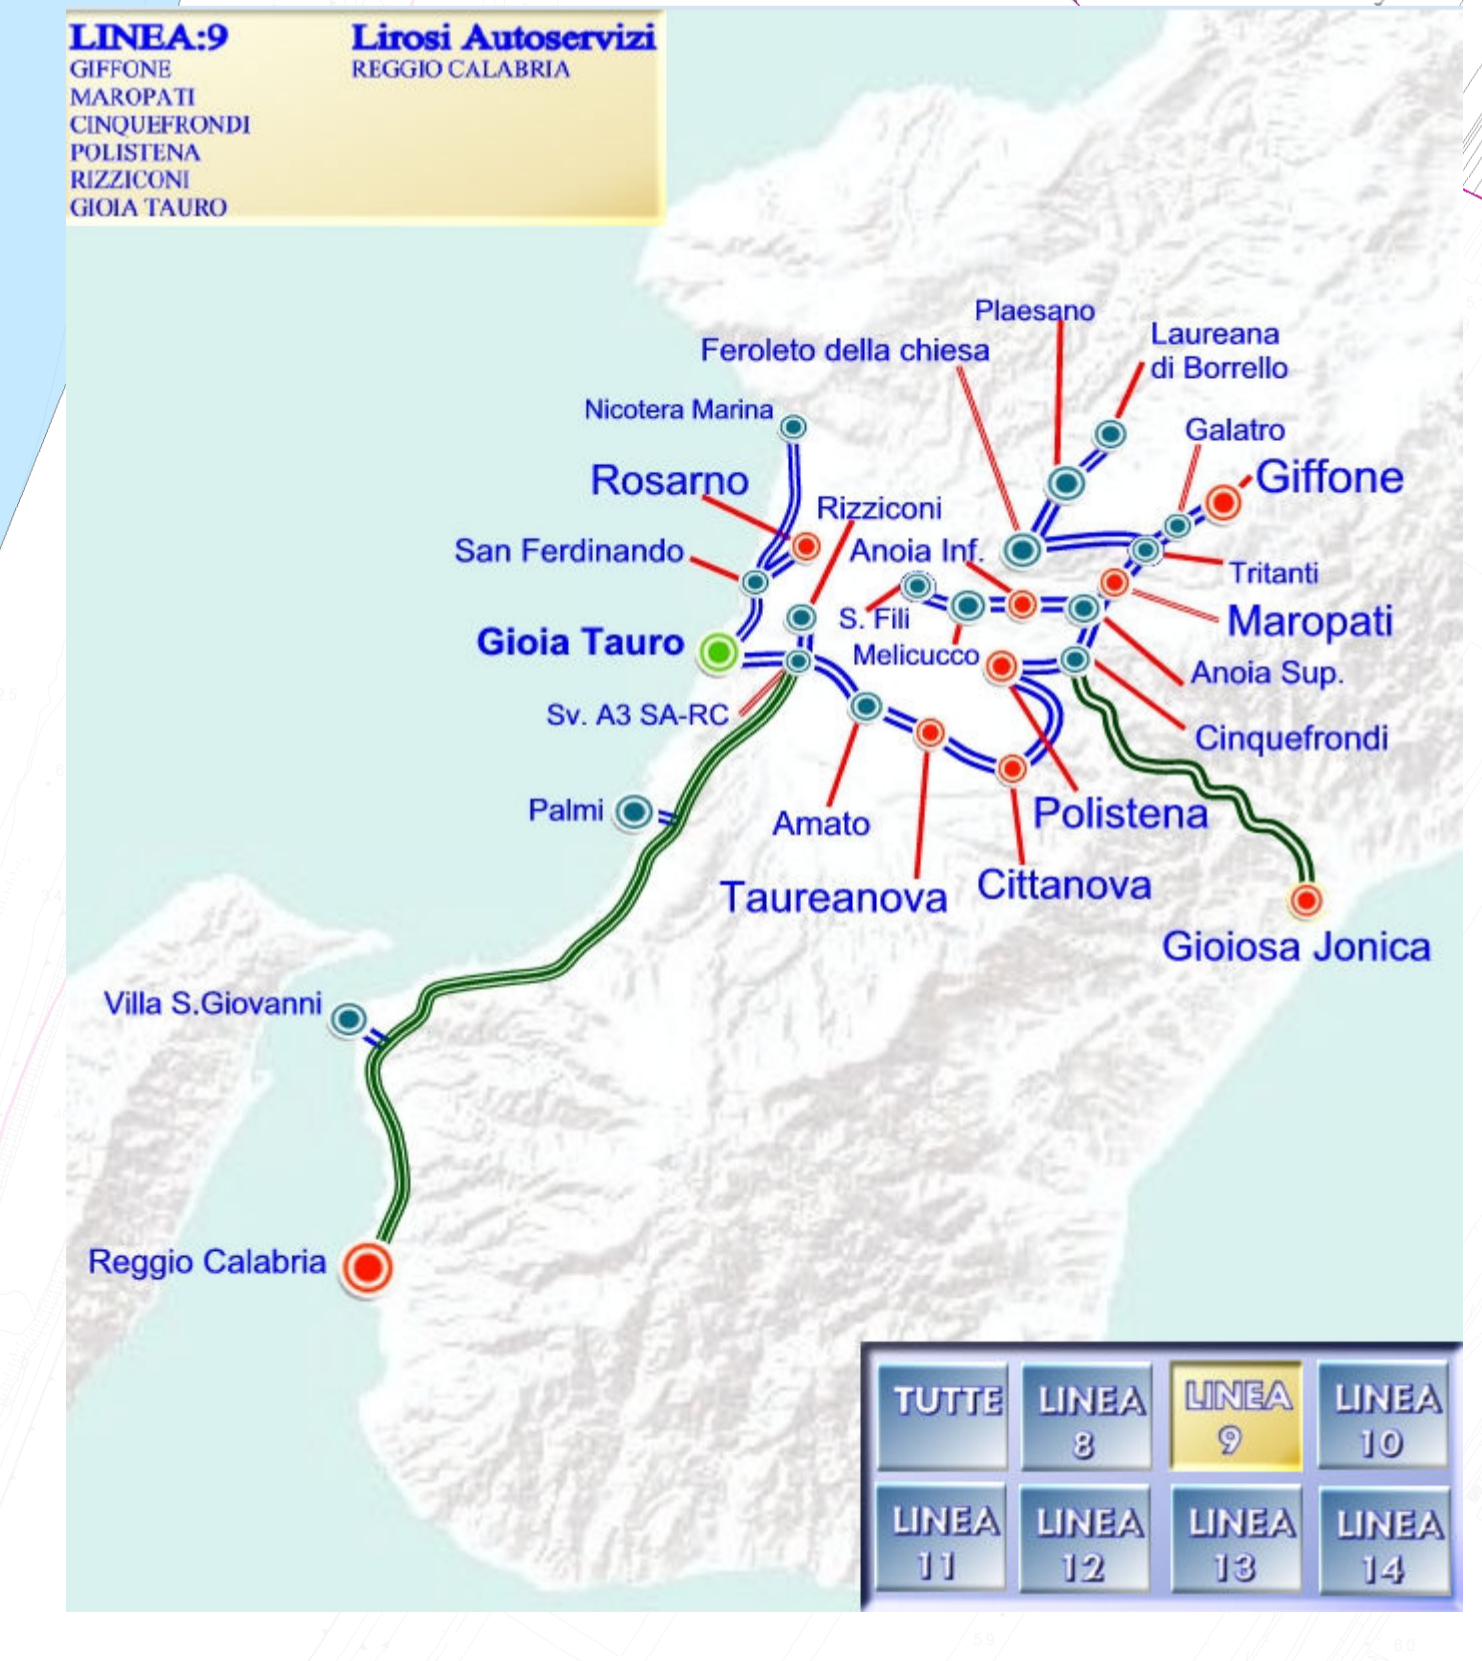 LINEA:9
GIFFONE
MAROPATI
CINQUEFRONDI
POLISTENA
RIZZICONI
GIOIA TAURO
Lirosi Autoservizi
REGGIO CALABRIA
Plaesano
Laureana
di Borrello
Feroleto della chiesa
Nicotera Marina
Galatro
Rosarno
Giffone
Rizziconi
San Ferdinando
Anoia Inf.
Tritanti
S. Fili
Maropati
Gioia Tauro
Melicucco
Anoia Sup.
Sv. A3 SA-RC
Cinquefrondi
Palmi
Amato
Polistena
Taureanova
Cittanova
Gioiosa Jonica
Villa S.Giovanni
Reggio Calabria
TUTTE
LINEA
8
LINEA
9
LINEA
10
LINEA
11
LINEA
12
LINEA
13
LINEA
14
59
60